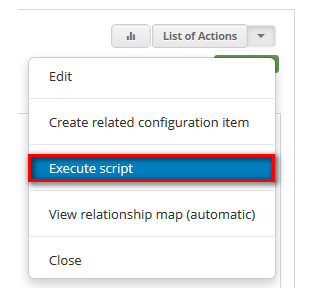 List of Actions
Edit
Create related configuration item
Execute script
View relationship map (automatic)
Close